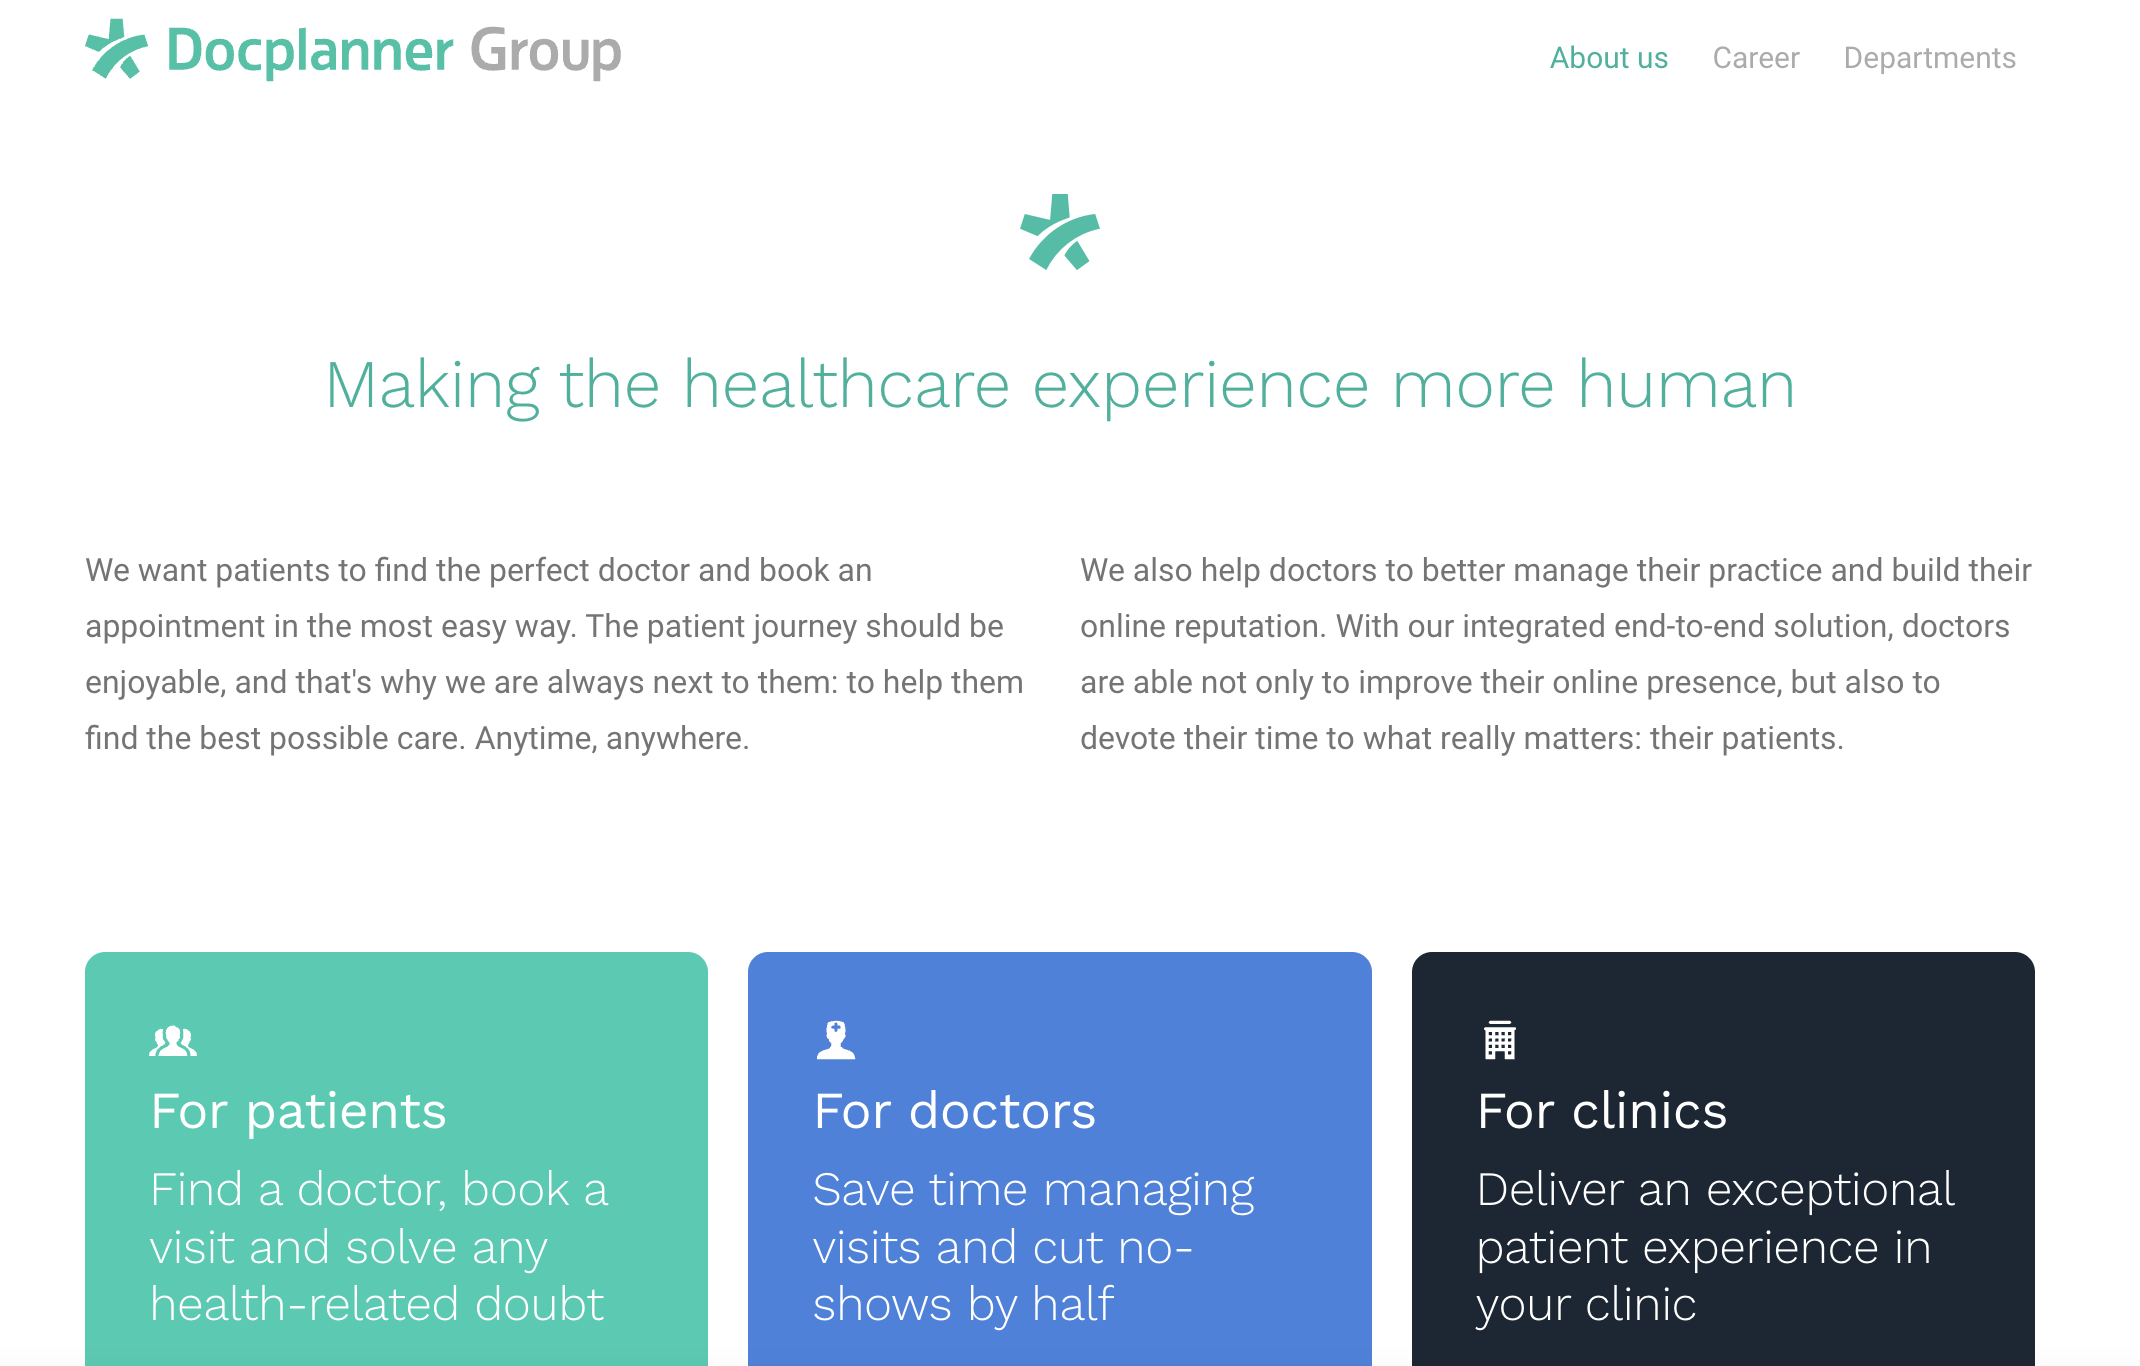 Docplanner Group
About us
Career
Departments
Making the healthcare experience more human
We want patients to find the perfect doctor and book an
appointment in the most easy way. The patient journey should be
enjoyable, and that's why we are always next to them: to help them
find the best possible care. Anytime, anywhere.
We also help doctors to better manage their practice and build their
online reputation. With our integrated end-to-end solution, doctors
are able not only to improve their online presence, but also to
devote their time to what really matters: their patients.
For patients
Find a doctor, book a
visit and solve any
health-related doubt
For doctors
Save time managing
visits and cut no-
shows by half
For clinics
Deliver an exceptional
patient experience in
your clinic